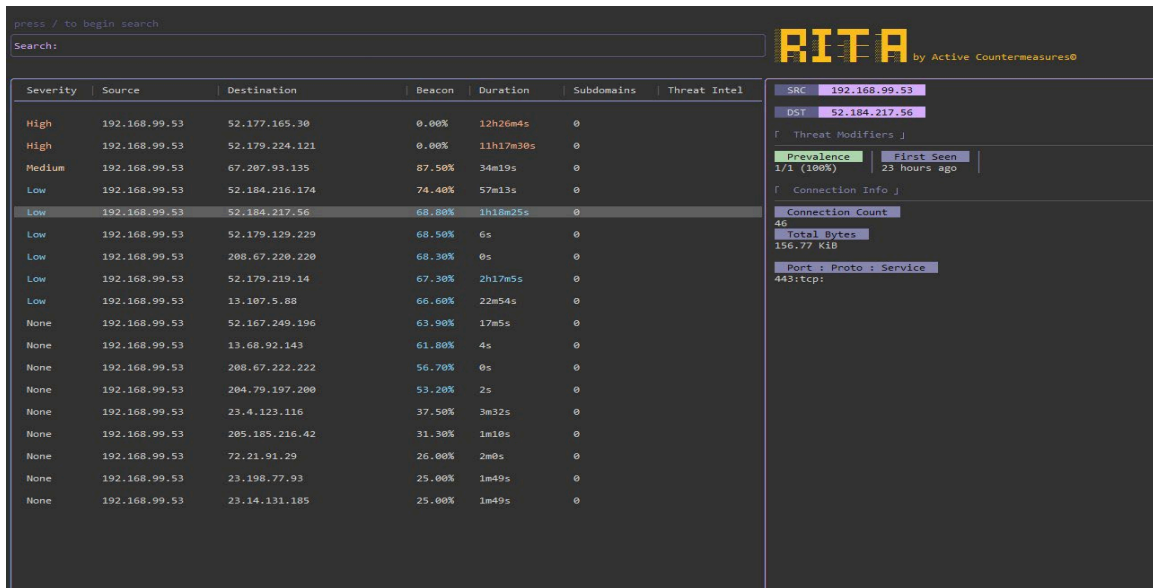 press / to begin search
Search:
RITA by Active Countermeasures©
Severity Source Destination Beacon Duration Subdomains Threat Intel
High 192.168.99.53 52.177.165.30 0.00% 12h26m4s 0
High 192.168.99.53 52.179.224.121 0.00% 11h17m30s 0
Medium 192.168.99.53 67.207.93.135 87.50% 34m19s 0
Low 192.168.99.53 52.184.216.174 74.40% 57m13s 0
Low 192.168.99.53 52.184.217.56 68.80% 1h18m25s 0
Low 192.168.99.53 52.179.129.229 68.50% 6s 0
Low 192.168.99.53 208.67.220.220 68.30% 0s 0
Low 192.168.99.53 52.179.219.14 67.30% 2h17m5s 0
Low 192.168.99.53 13.107.5.88 66.60% 22m54s 0
None 192.168.99.53 52.167.249.196 63.90% 17m5s 0
None 192.168.99.53 13.68.92.143 61.80% 4s 0
None 192.168.99.53 208.67.222.222 56.70% 0s 0
None 192.168.99.53 204.79.197.200 53.20% 2s 0
None 192.168.99.53 23.4.123.116 37.50% 3m32s 0
None 192.168.99.53 205.185.216.42 31.30% 1m10s 0
None 192.168.99.53 72.21.91.29 26.00% 2m0s 0
None 192.168.99.53 23.198.77.93 25.00% 1m49s 0
None 192.168.99.53 23.14.131.185 25.00% 1m49s 0
SRC 192.168.99.53
DST 52.184.217.56
「 Threat Modifiers 」
Prevalence First Seen
1/1 (100%) 23 hours ago
「 Connection Info 」
Connection Count
46
Total Bytes
156.77 KiB
Port : Proto : Service
443:tcp: